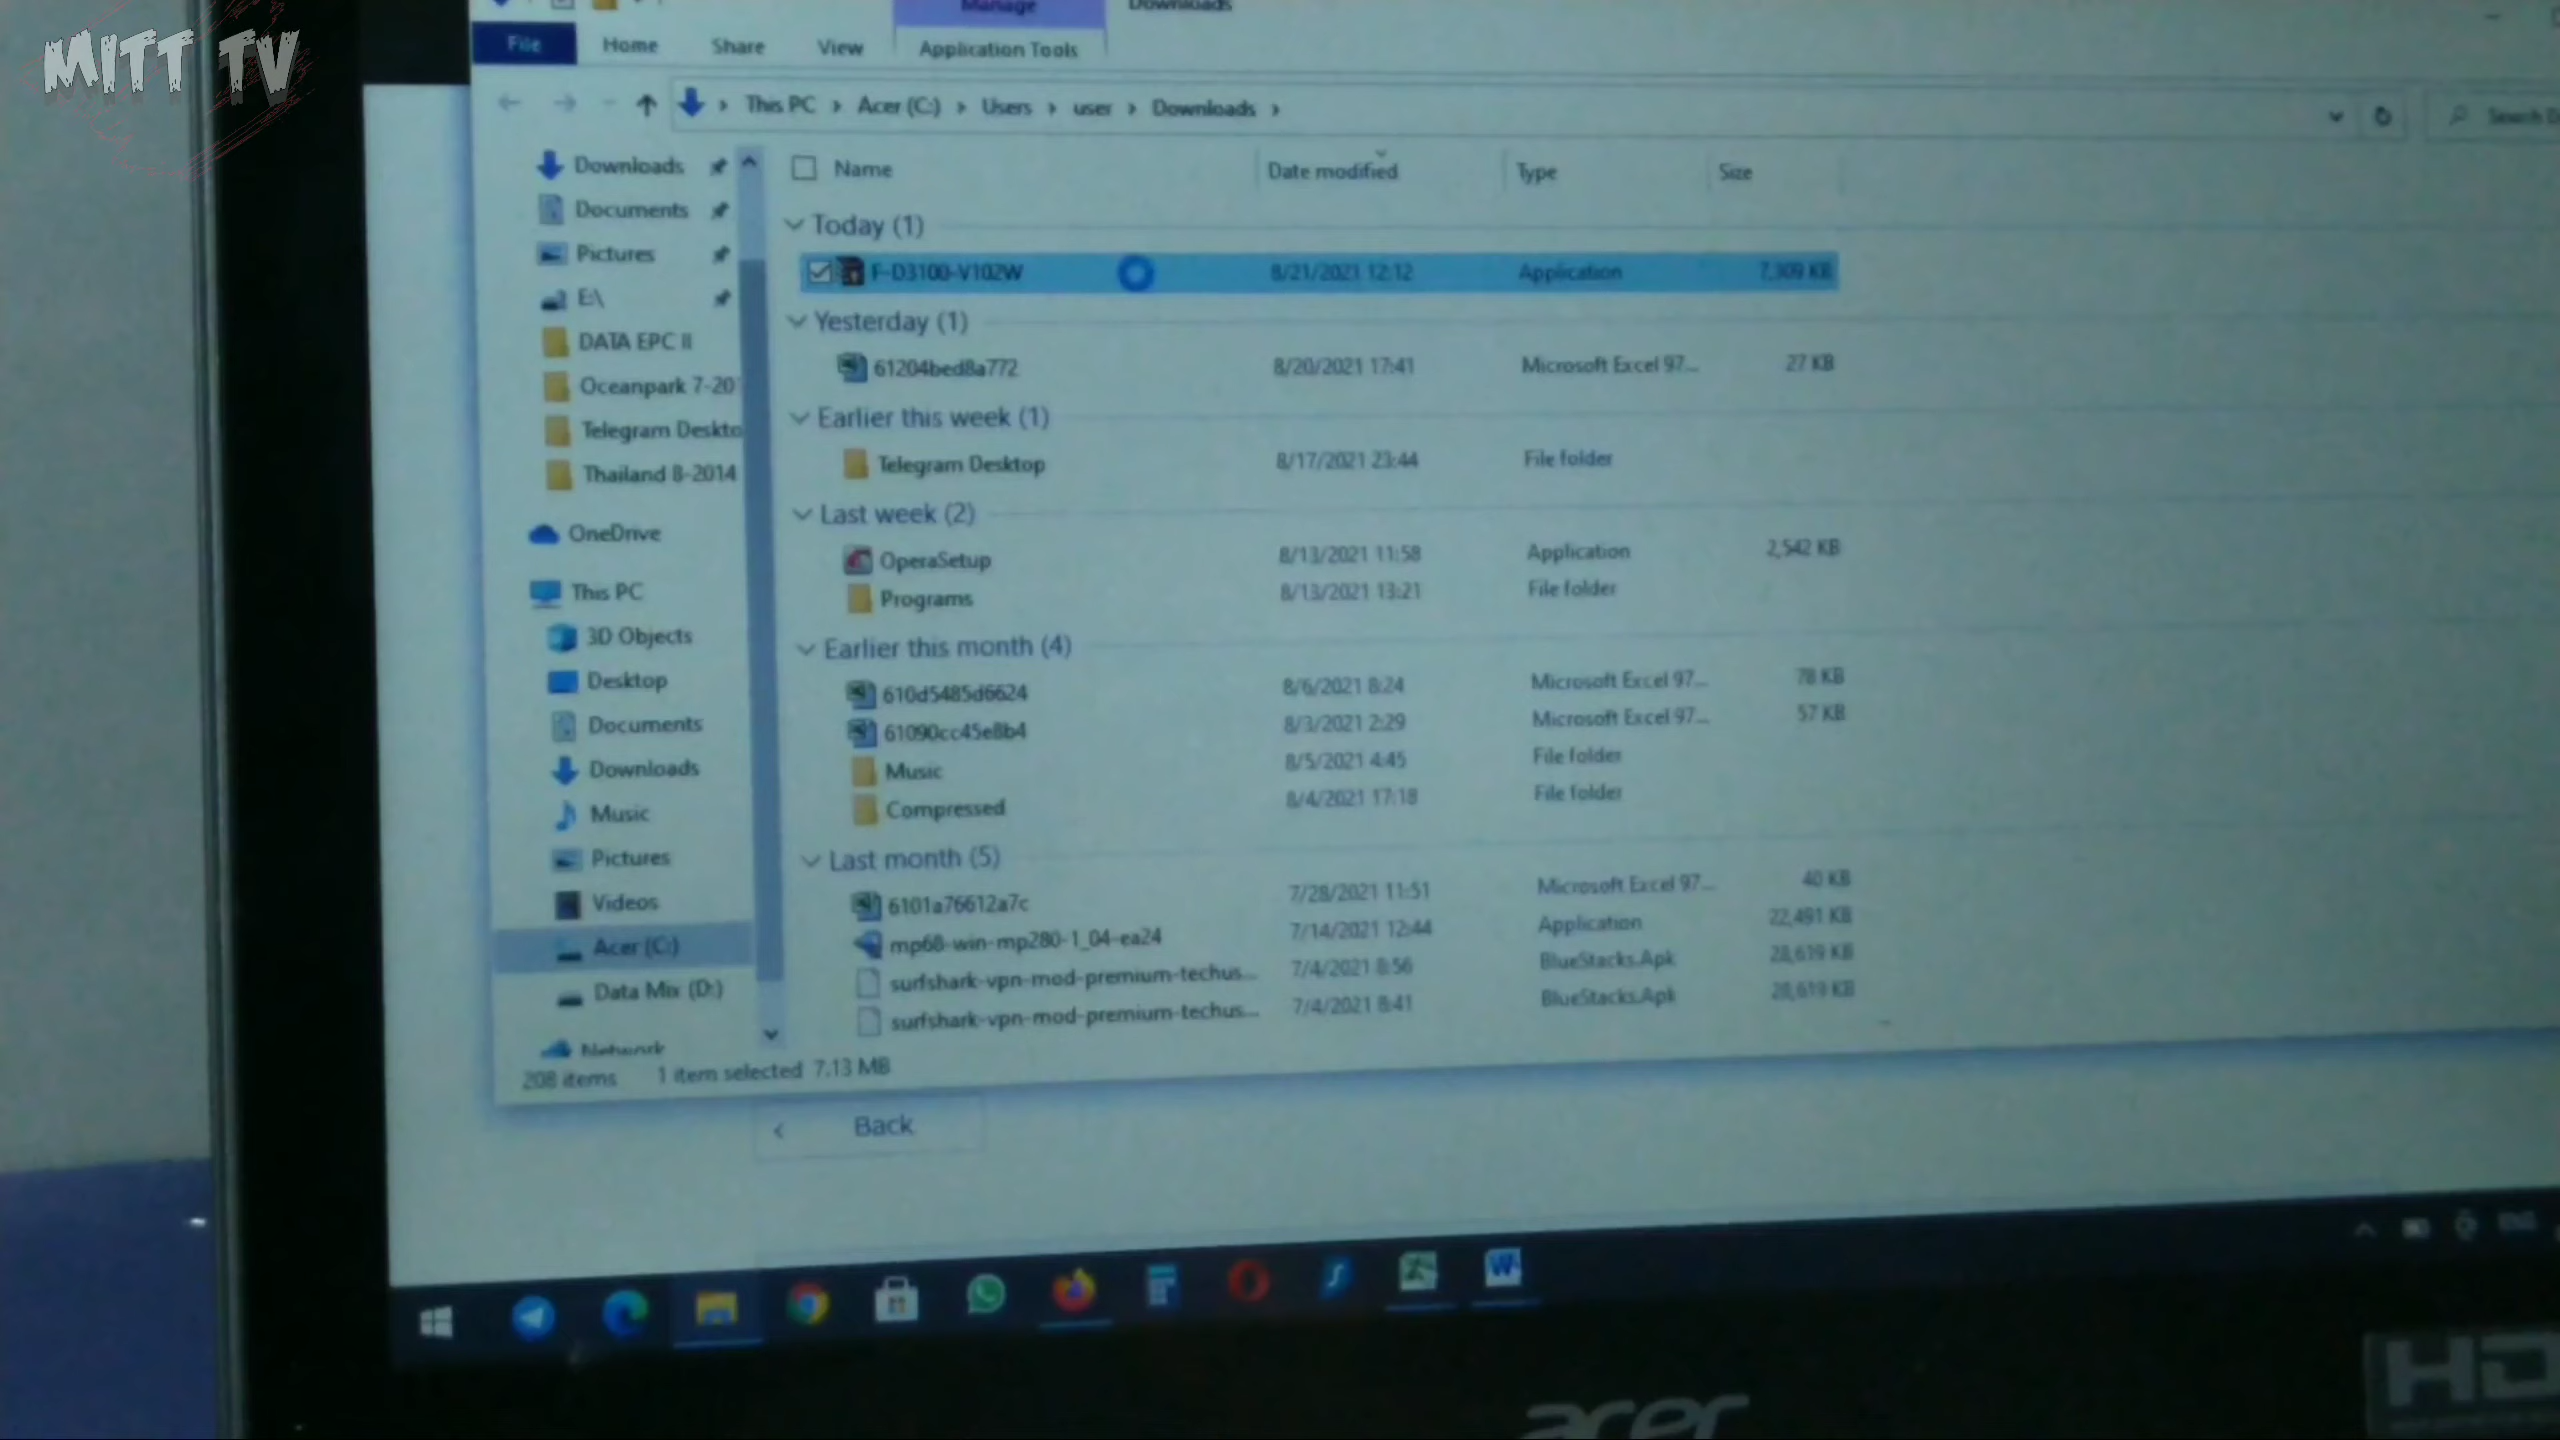 MITT TV
Manage
Downloads
File
Home
Share
View
Application Tools
This PC > Acer (C:) > Users > user > Downloads >
Downloads
Documents
Pictures
E:\
DATA EPC II
Oceanpark 7-20
Telegram Deskto
Thailand 8-2014
OneDrive
This PC
3D Objects
Desktop
Documents
Downloads
Music
Pictures
Videos
Acer (C:)
Data Mix (D:)
Network
Name Date modified Type Size
Today (1)
F-D3100-V102W 8/21/2021 12:12 Application 7,309 KB
Yesterday (1)
61204bed8a772 8/20/2021 17:41 Microsoft Excel 97... 27 KB
Earlier this week (1)
Telegram Desktop 8/17/2021 23:44 File folder
Last week (2)
OperaSetup 8/13/2021 11:58 Application 2,542 KB
Programs 8/13/2021 13:21 File folder
Earlier this month (4)
610d5485d6624 8/6/2021 8:24 Microsoft Excel 97... 78 KB
61090cc45e8b4 8/3/2021 2:29 Microsoft Excel 97... 57 KB
Music 8/5/2021 4:45 File folder
Compressed 8/4/2021 17:18 File folder
Last month (5)
6101a76612a7c 7/28/2021 11:51 Microsoft Excel 97... 40 KB
mp68-win-mp280-1_04-ea24 7/14/2021 12:44 Application 22,491 KB
surfshark-vpn-mod-premium-techus... 7/4/2021 8:56 BlueStacks.Apk 28,619 KB
surfshark-vpn-mod-premium-techus... 7/4/2021 8:41 BlueStacks.Apk 28,619 KB
208 items 1 item selected 7.13 MB
< Back
ENG
acer
HD